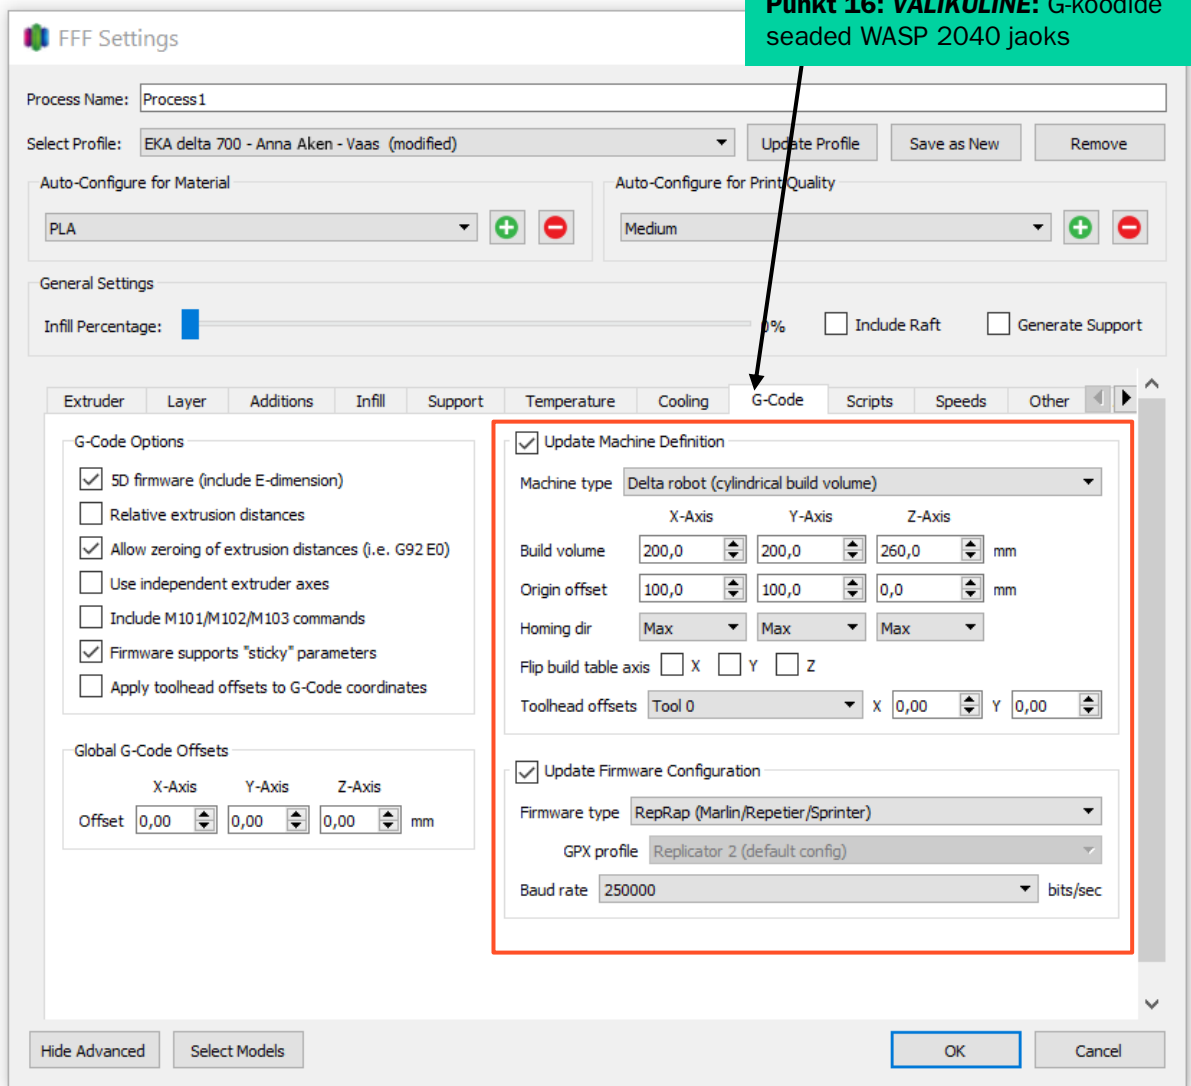 Punkt 16: VALIKULINE: G-koodide
seaded WASP 2040 jaoks
FFF Settings
Process Name: Process1
Select Profile: EKA delta 700 - Anna Aken - Vaas (modified) Update Profile Save as New Remove
Auto-Configure for Material
PLA
Auto-Configure for Print Quality
Medium
General Settings
Infill Percentage: 0% Include Raft Generate Support
Extruder Layer Additions Infill Support Temperature Cooling G-Code Scripts Speeds Other
G-Code Options
5D firmware (include E-dimension)
Relative extrusion distances
Allow zeroing of extrusion distances (i.e. G92 E0)
Use independent extruder axes
Include M101/M102/M103 commands
Firmware supports "sticky" parameters
Apply toolhead offsets to G-Code coordinates
Global G-Code Offsets
X-Axis Y-Axis Z-Axis
Offset 0,00 0,00 0,00 mm
Update Machine Definition
Machine type Delta robot (cylindrical build volume)
X-Axis Y-Axis Z-Axis
Build volume 200,0 200,0 260,0 mm
Origin offset 100,0 100,0 0,0 mm
Homing dir Max Max Max
Flip build table axis X Y Z
Toolhead offsets Tool 0 X 0,00 Y 0,00
Update Firmware Configuration
Firmware type RepRap (Marlin/Repetier/Sprinter)
GPX profile Replicator 2 (default config)
Baud rate 250000 bits/sec
Hide Advanced Select Models OK Cancel